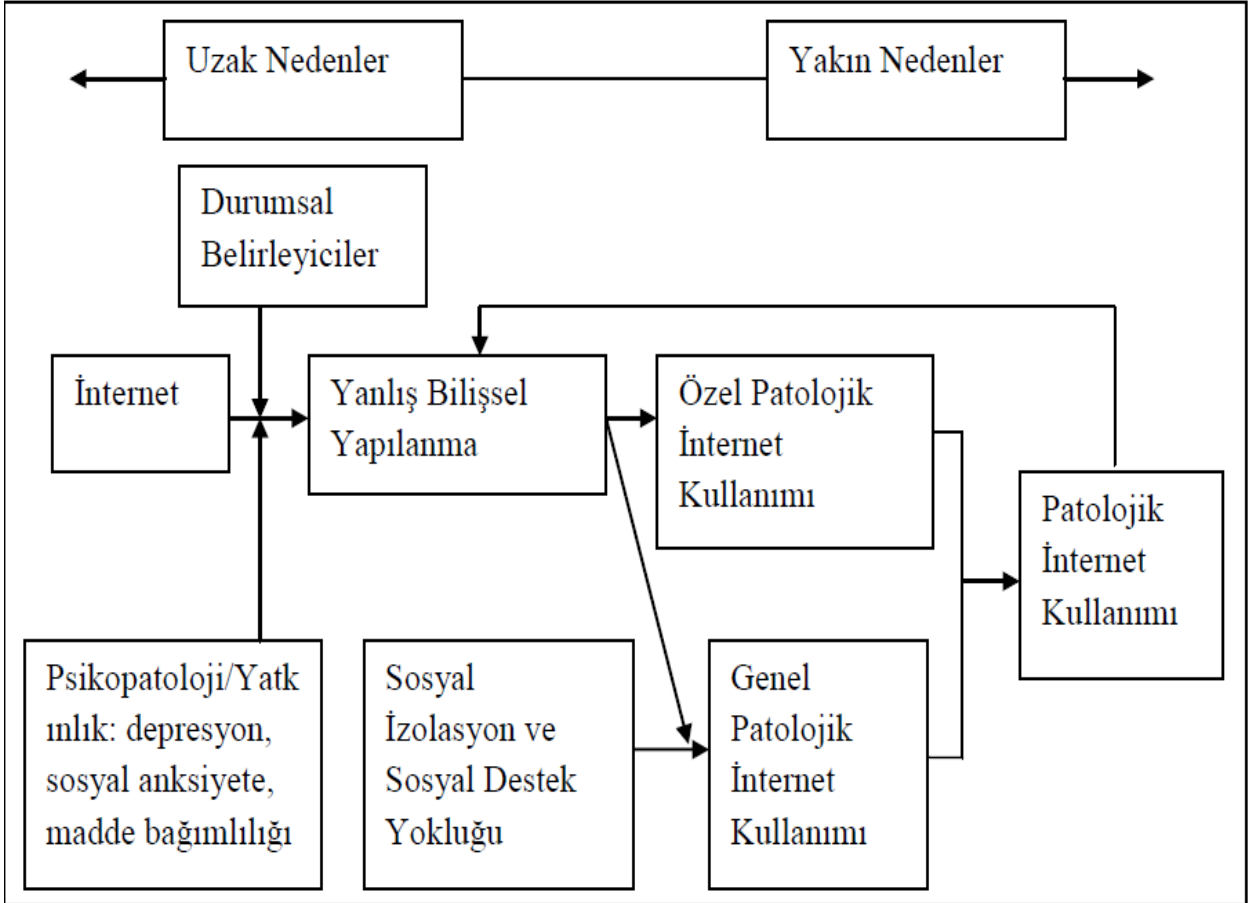 Uzak Nedenler
Yakın Nedenler
Durumsal
Belirleyiciler
İnternet
Yanlış Bilişsel
Yapılanma
Özel Patolojik
İnternet
Kullanımı
Patolojik
İnternet
Kullanımı
Psikopatoloji/Yatk
ınlık: depresyon,
sosyal anksiyete,
madde bağımlılığı
Sosyal
İzolasyon ve
Sosyal Destek
Yokluğu
Genel
Patolojik
İnternet
Kullanımı